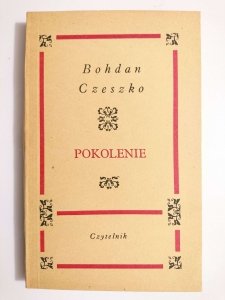 Bohdan
Czeszko
POKOLENIE
Czytelnik